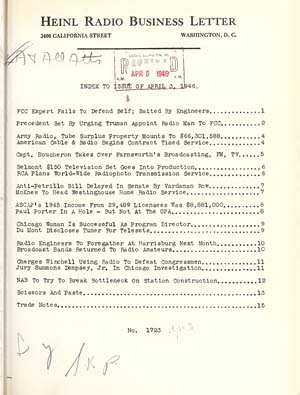 HEINL RADIO BUSINESS LETTER
2400 CALIFORNIA STREET WASHINGTON, D. C.
RECEIVED
APR 5 1946
INDEX TO ISSUE OF APRIL 3, 1946.
FCC Expert Fails To Defend Self; Baited By Engineers..............1
Precedent Set By Urging Truman Appoint Radio Man To FCC...........2
Army Radio, Tube Surplus Property Mounts To $66,301,588...........4
American Cable & Radio Begins Contract Timed Service..............4
Capt. Boucheron Takes Over Farnsworth's Broadcasting, FM, TV......5
Belmont $150 Television Set Goes Into Production..................6
RCA Plans World-Wide Radiophoto Transmission Service..............6
Anti-Petrillo Bill Delayed In Senate By Vardaman Row..............7
McKnee To Head Westinghouse Home Radio Service....................7
ASCAP's 1945 Income From 29,489 Licensees Was $8,881,000..........8
Paul Porter In A Hole - But Not At The OPA........................8
Chicago Woman Is Successful As Program Director...................9
Du Mont Discloses Tuner For Telesets..............................9
Radio Engineers To Foregather At Harrisburg Next Month...........10
Broadcast Bands Returned To Radio Amateurs.......................10
Charges Winchell Using Radio To Defeat Congressmen...............11
Jury Summons Dempsey, Jr. In Chicago Investigation...............11
NAB To Try To Break Bottleneck On Station Construction...........12
Scissors And Paste...............................................13
Trade Notes......................................................15
No. 1723